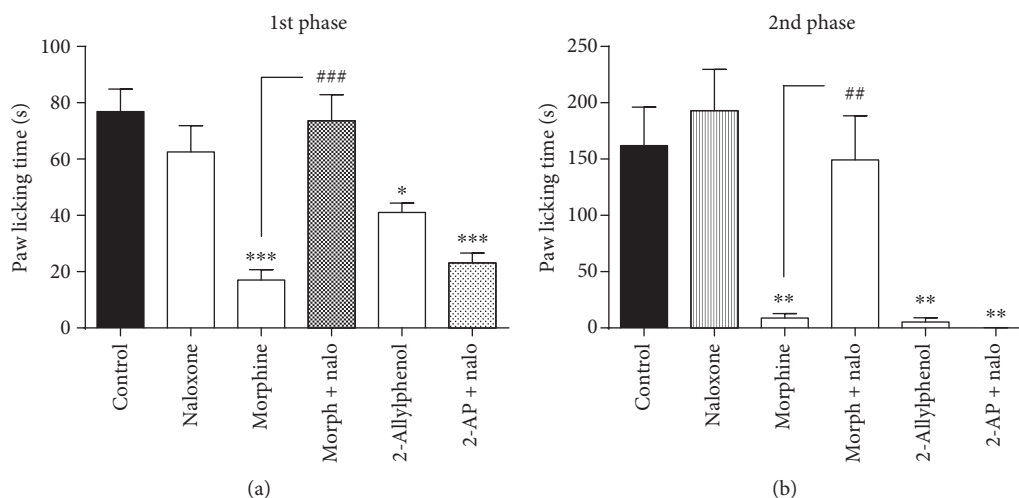 1st phase
Paw licking time (s)
100
80
60
40
20
0
###
***
*
***
Control
Naloxone
Morphine
Morph + nalo
2-Allylphenol
2-AP + nalo
(a)
2nd phase
Paw licking time (s)
250
200
150
100
50
0
##
**
**
**
Control
Naloxone
Morphine
Morph + nalo
2-Allylphenol
2-AP + nalo
(b)